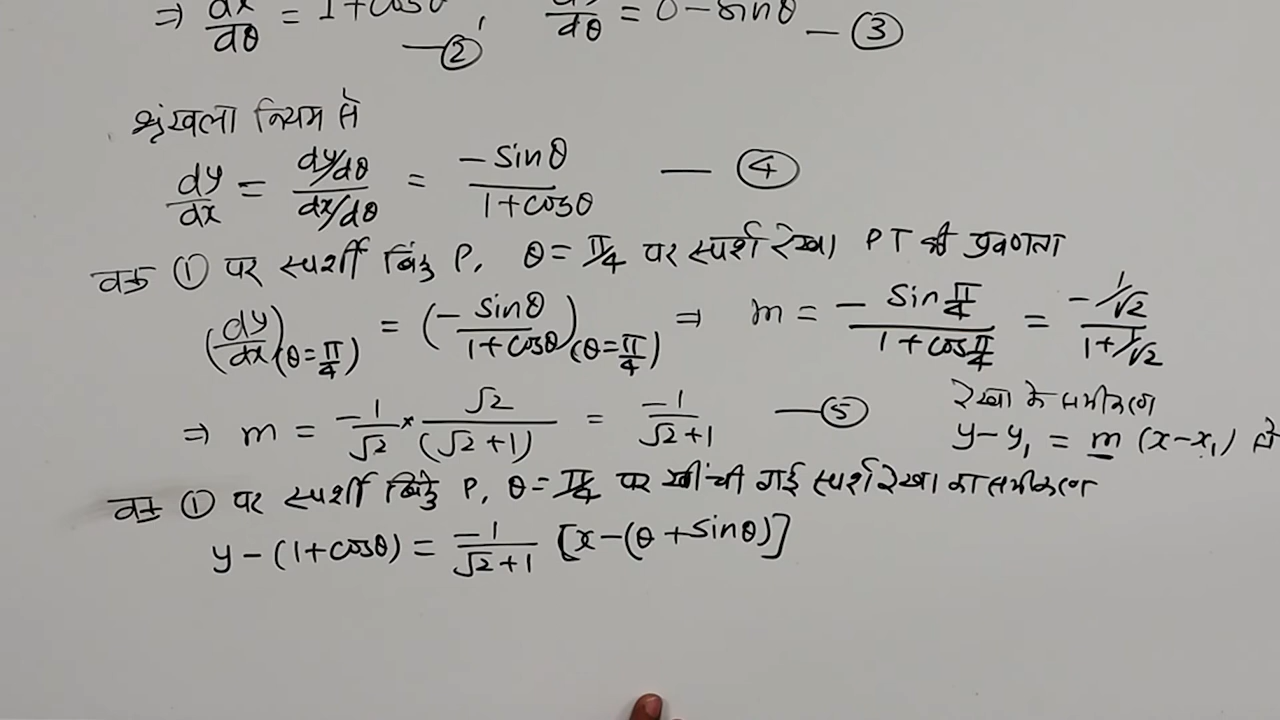 ⇒ dx/dθ = 1+cosθ —②, dy/dθ = 0-sinθ —③
श्रृंखला नियम से
dy/dx = (dy/dθ)/(dx/dθ) = -sinθ/(1+cosθ) — ④
वक्र ① पर स्पर्शी बिंदु P, θ=π/4 पर स्पर्श रेखा PT की प्रवणता
(dy/dx)(θ=π/4) = (-sinθ/(1+cosθ))(θ=π/4) ⇒ m = -sin π/4/(1+cos π/4) = (-1/√2)/(1+1/√2)
⇒ m = -1/√2 × √2/(√2+1) = -1/(√2+1) —⑤
रेखा के समीकरण
y-y₁ = m (x-x₁) से
वक्र ① पर स्पर्शी बिंदु P, θ=π/4 पर खींची गई स्पर्श रेखा का समीकरण
y-(1+cosθ) = -1/(√2+1) [x-(θ+sinθ)]